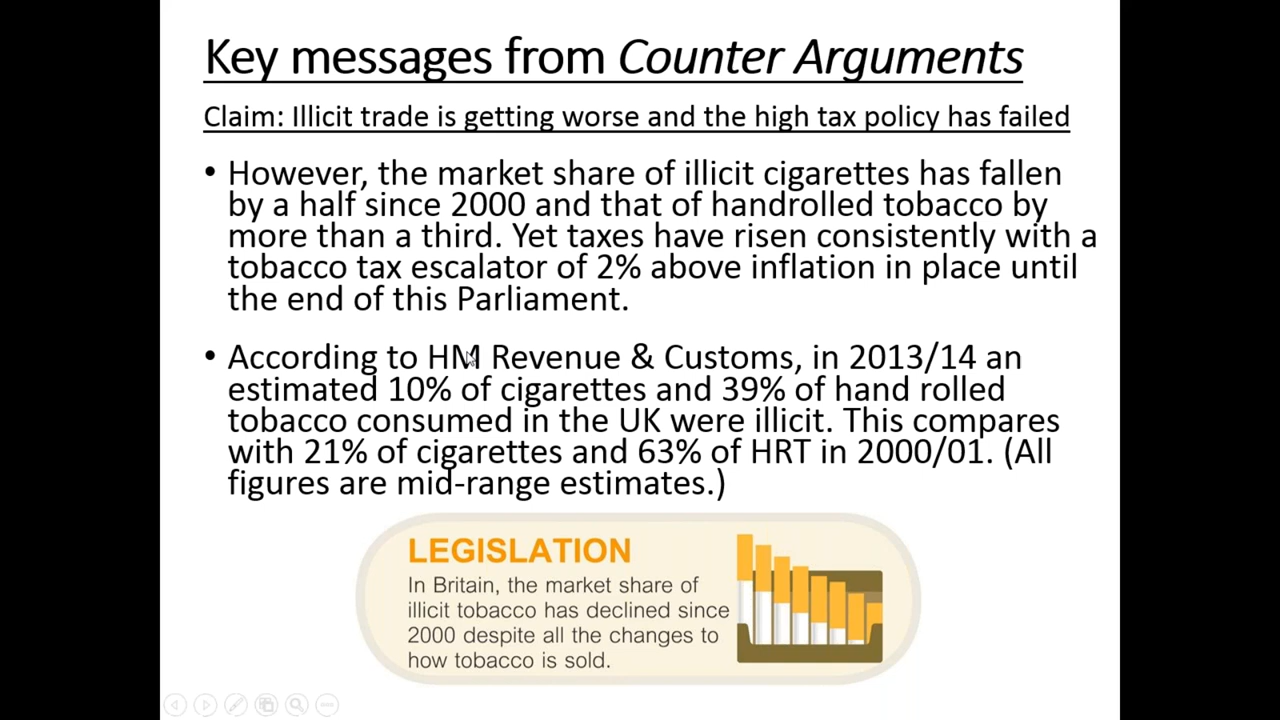 Key messages from Counter Arguments
Claim: Illicit trade is getting worse and the high tax policy has failed
• However, the market share of illicit cigarettes has fallen
by a half since 2000 and that of handrolled tobacco by
more than a third. Yet taxes have risen consistently with a
tobacco tax escalator of 2% above inflation in place until
the end of this Parliament.
• According to HM Revenue & Customs, in 2013/14 an
estimated 10% of cigarettes and 39% of hand rolled
tobacco consumed in the UK were illicit. This compares
with 21% of cigarettes and 63% of HRT in 2000/01. (All
figures are mid-range estimates.)
LEGISLATION
In Britain, the market share of
illicit tobacco has declined since
2000 despite all the changes to
how tobacco is sold.